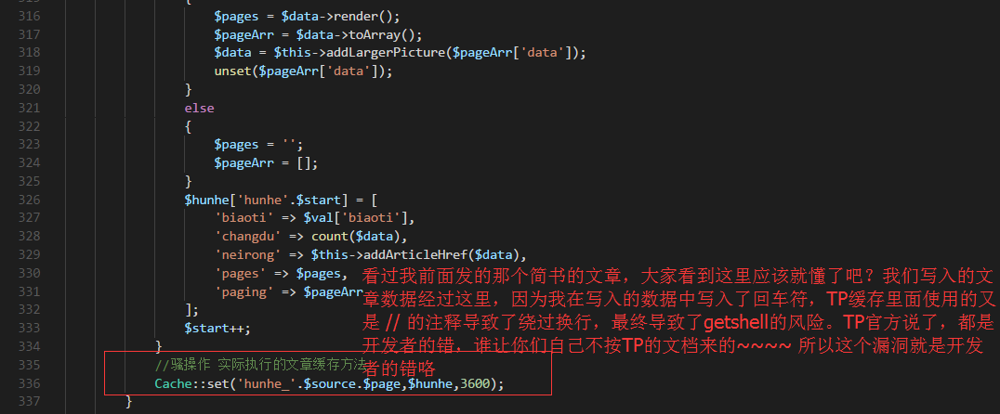 315 {
316 $pages = $data->render();
317 $pageArr = $data->toArray();
318 $data = $this->addLargerPicture($pageArr['data']);
319 unset($pageArr['data']);
320 }
321 else
322 {
323 $pages = '';
324 $pageArr = [];
325 }
326 $hunhe['hunhe'.$start] = [
327 'biaoti' => $val['biaoti'],
328 'changdu' => count($data),
329 'neirong' => $this->addArticleHref($data),
330 'pages' => $pages,
331 'paging' => $pageArr
332 ];
333 $start++;
334 }
335 //骚操作 实际执行的文章缓存方法
336 Cache::set('hunhe_'.$source.$page,$hunhe,3600);
337 }
看过我前面发的那个简书的文章，大家看到这里应该就懂了吧？我们写入的文
章数据经过这里，因为我在写入的数据中写入了回车符，TP缓存里面使用的又
是 // 的注释导致了绕过换行，最终导致了getshell的风险。TP官方说了，都是
开发者的错，谁让你们自己不按TP的文档来的~~~~ 所以这个漏洞就是开发
者的错咯